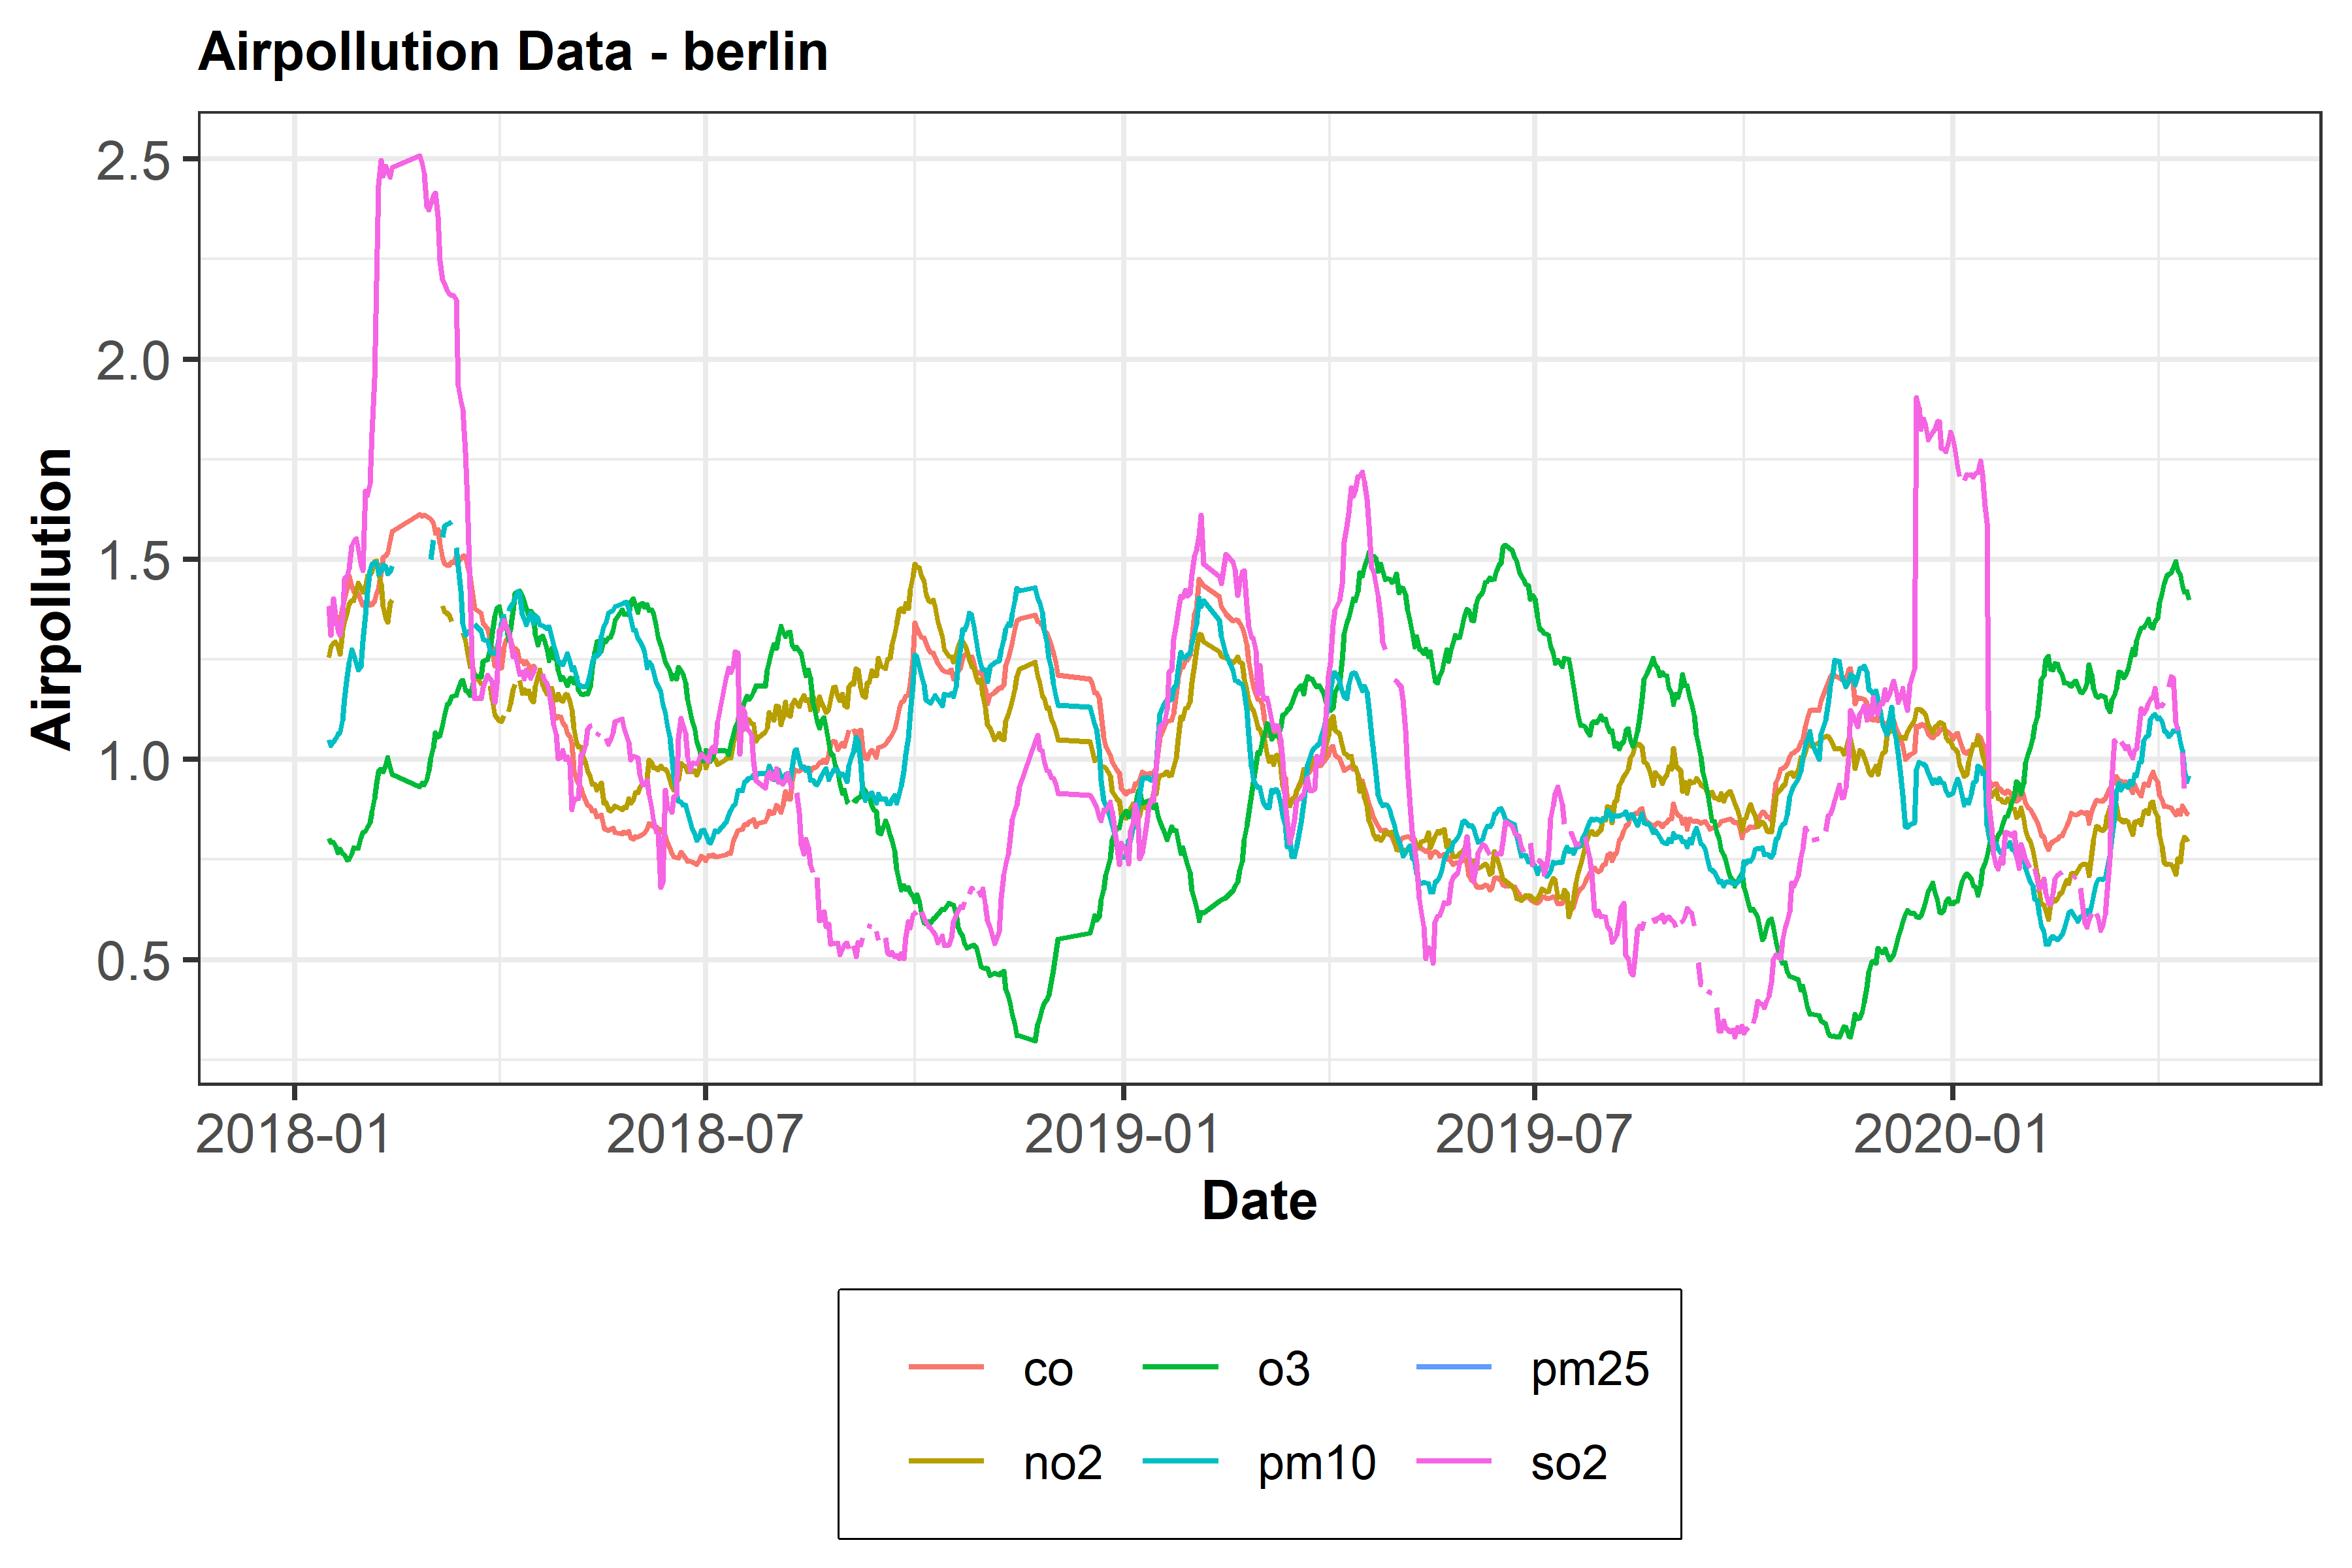 Airpollution Data - berlin
2.5
2.0
1.5
1.0
0.5
Airpollution
2018-01 2018-07 2019-01 2019-07 2020-01
Date
co o3 pm25
no2 pm10 so2